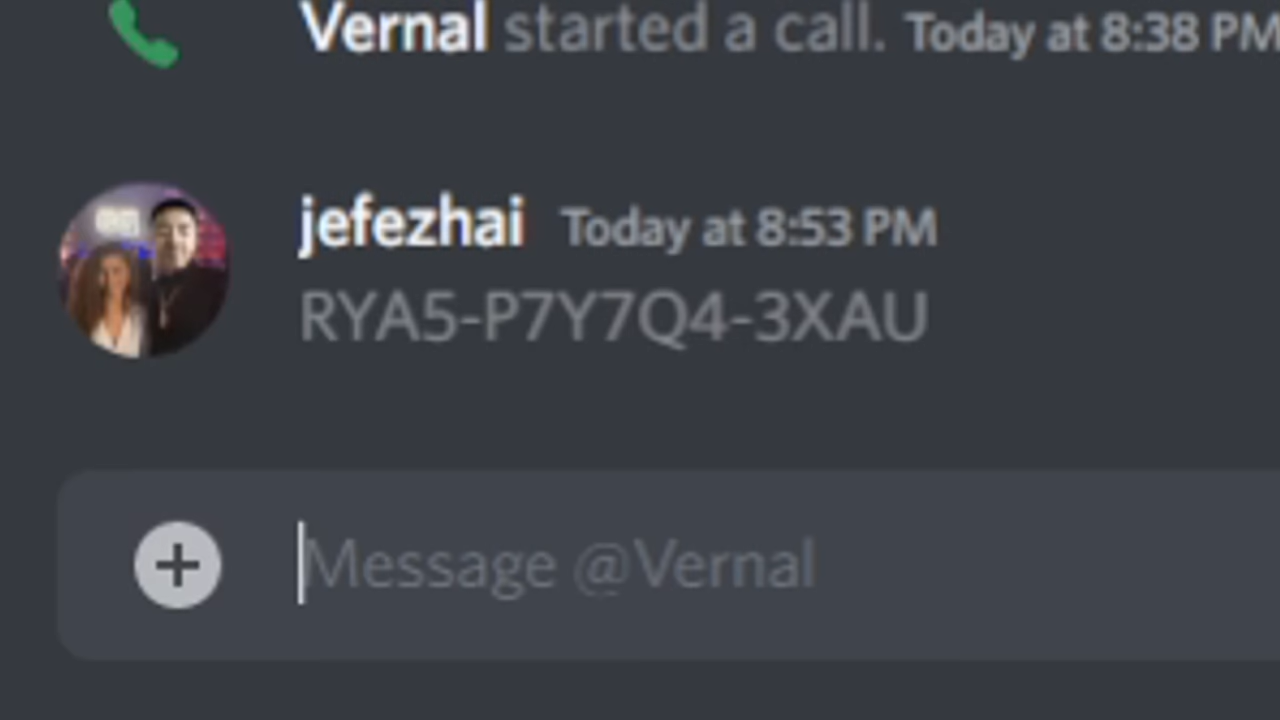 Vernal started a call. Today at 8:38 PM
jefezhai Today at 8:53 PM
RYA5-P7Y7Q4-3XAU
Message @Vernal